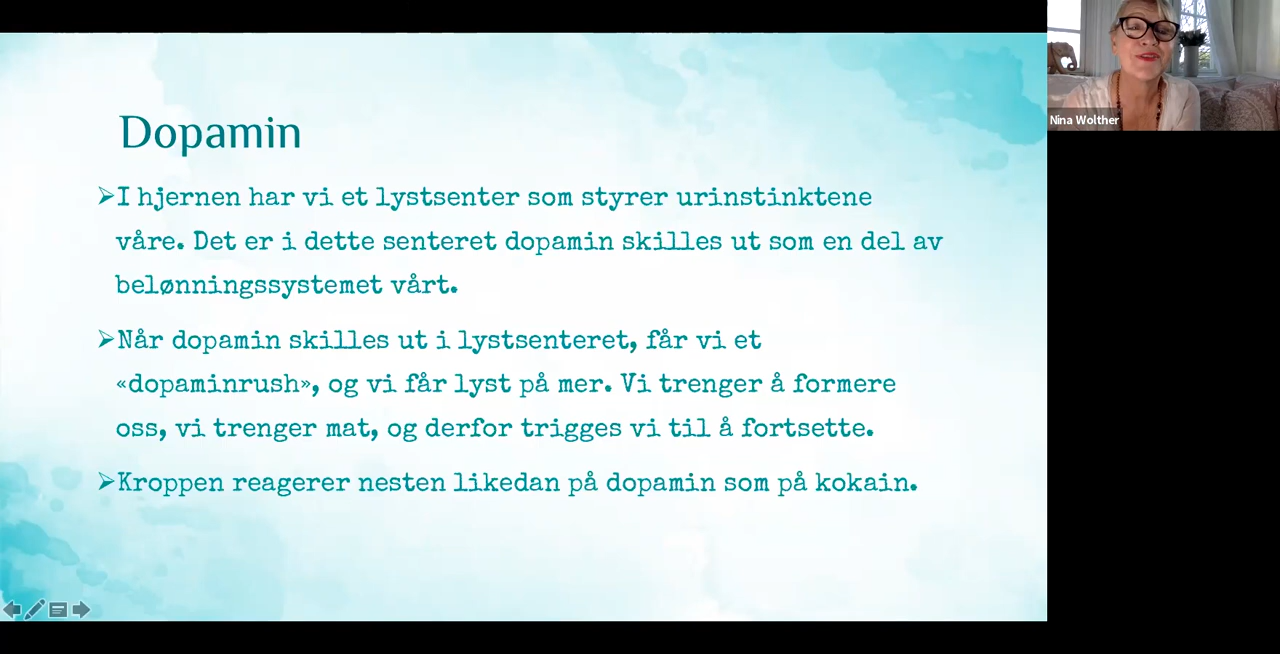 Dopamin
➢I hjernen har vi et lystsenter som styrer urinstinktene
våre. Det er i dette senteret dopamin skilles ut som en del av
belønningssystemet vårt.
➢Når dopamin skilles ut i lystsenteret, får vi et
«dopaminrush», og vi får lyst på mer. Vi trenger å formere
oss, vi trenger mat, og derfor trigges vi til å fortsette.
➢Kroppen reagerer nesten likedan på dopamin som på kokain.
Nina Wolther